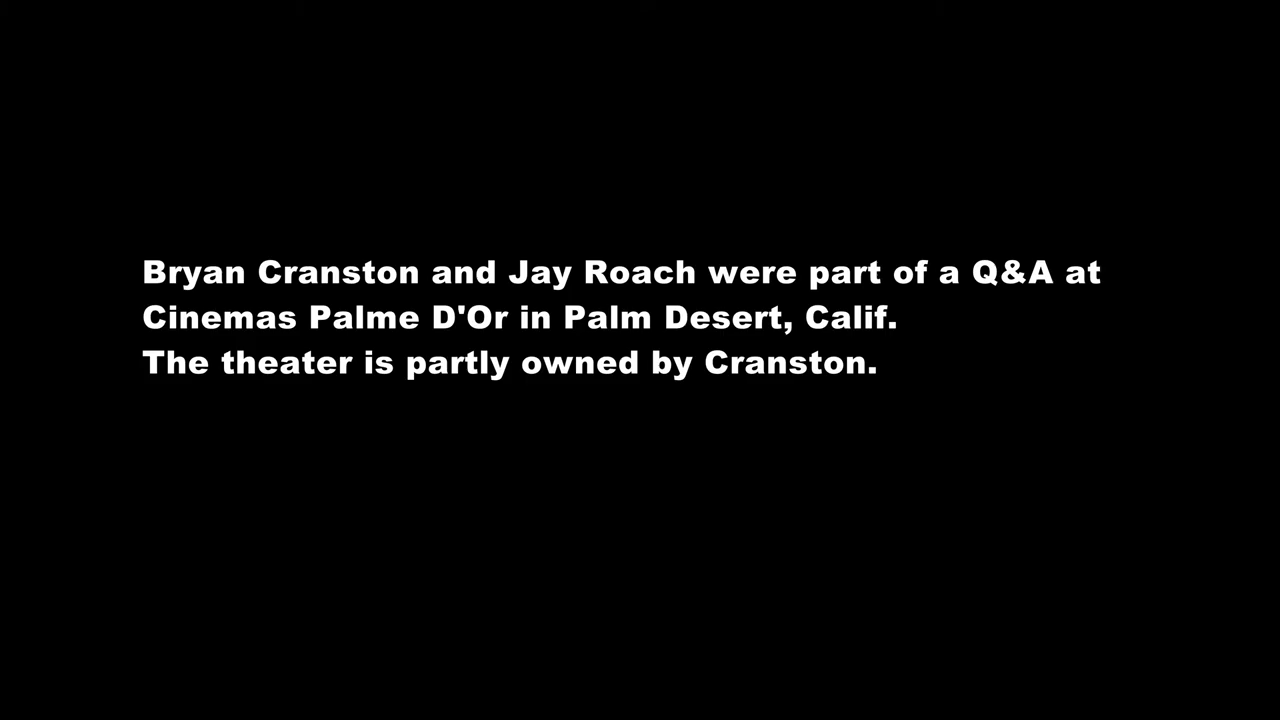 Bryan Cranston and Jay Roach were part of a Q&A at
Cinemas Palme D'Or in Palm Desert, Calif.
The theater is partly owned by Cranston.